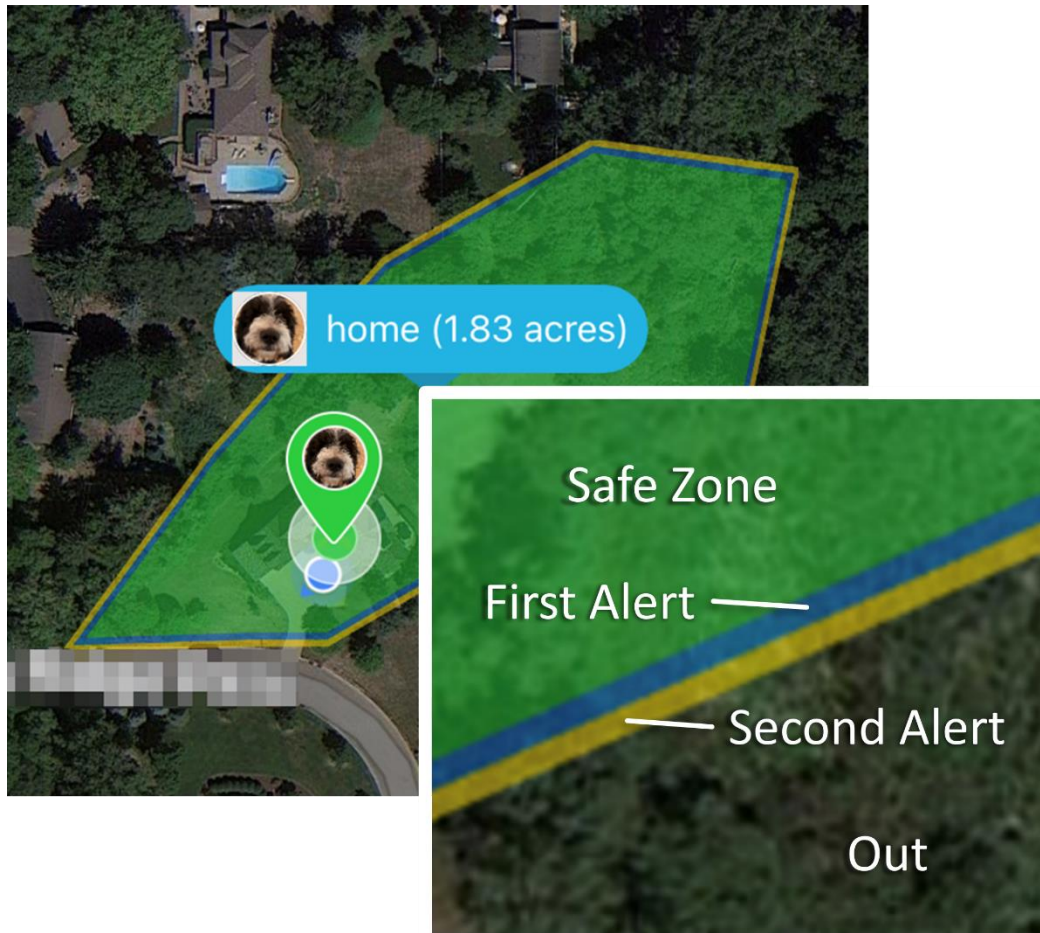 home (1.83 acres)
Safe Zone
First Alert
Second Alert
Out